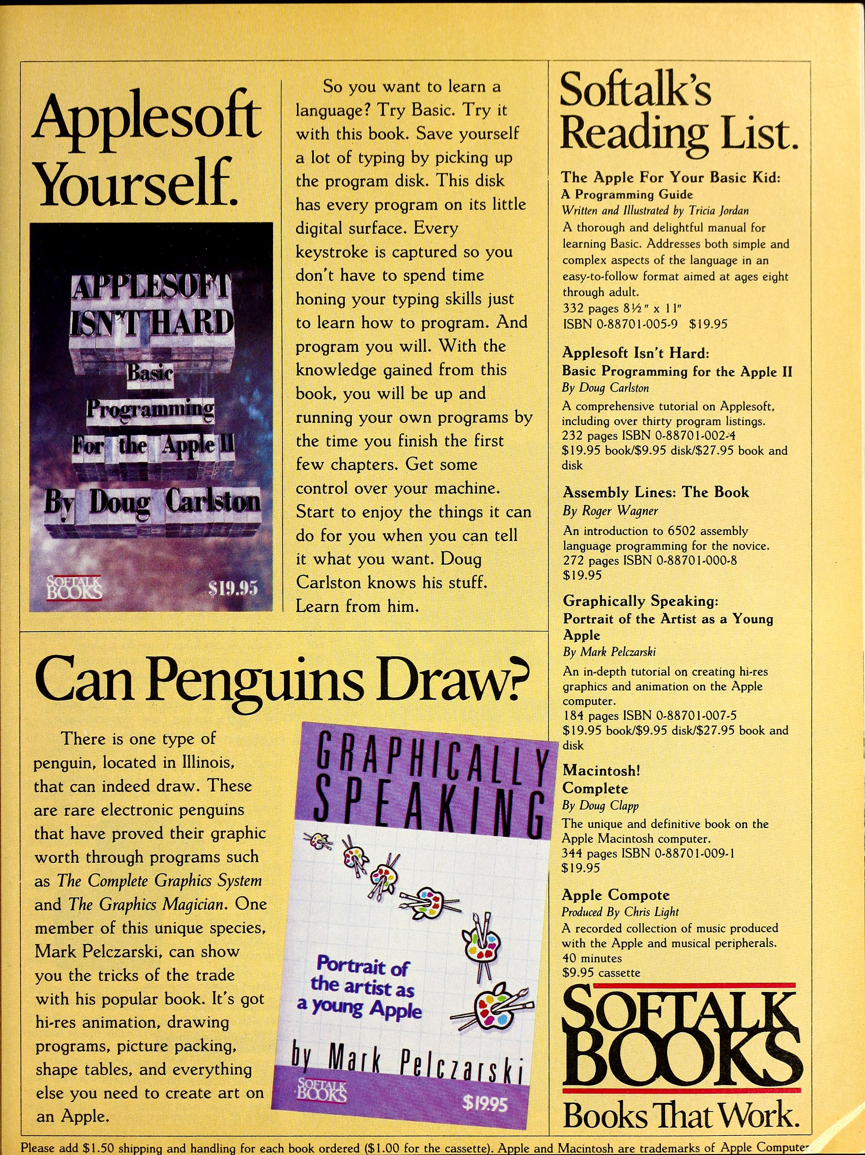 Applesoft
Yourself.
APPLESOFT
ISN'T HARD
Basic
Programming
For the Apple II
By Doug Carlston
SOFTALK
BOOKS
$19.95
So you want to learn a
language? Try Basic. Try it
with this book. Save yourself
a lot of typing by picking up
the program disk. This disk
has every program on its little
digital surface. Every
keystroke is captured so you
don't have to spend time
honing your typing skills just
to learn how to program. And
program you will. With the
knowledge gained from this
book, you will be up and
running your own programs by
the time you finish the first
few chapters. Get some
control over your machine.
Start to enjoy the things it can
do for you when you can tell
it what you want. Doug
Carlston knows his stuff.
Learn from him.
Can Penguins Draw?
There is one type of
penguin, located in Illinois,
that can indeed draw. These
are rare electronic penguins
that have proved their graphic
worth through programs such
as The Complete Graphics System
and The Graphics Magician. One
member of this unique species,
Mark Pelczarski, can show
you the tricks of the trade
with his popular book. It's got
hi-res animation, drawing
programs, picture packing,
shape tables, and everything
else you need to create art on
an Apple.
GRAPHICALLY
SPEAKING
Portrait of
the artist as
a young Apple
by Mark Pelczarski
SOFTALK
BOOKS
$19.95
Softalk's
Reading List.
The Apple For Your Basic Kid:
A Programming Guide
Written and Illustrated by Tricia Jordan
A thorough and delightful manual for
learning Basic. Addresses both simple and
complex aspects of the language in an
easy-to-follow format aimed at ages eight
through adult.
332 pages 8½" x 11"
ISBN 0-88701-005-9 $19.95
Applesoft Isn't Hard:
Basic Programming for the Apple II
By Doug Carlston
A comprehensive tutorial on Applesoft,
including over thirty program listings.
232 pages ISBN 0-88701-002-4
$19.95 book/$9.95 disk/$27.95 book and
disk
Assembly Lines: The Book
By Roger Wagner
An introduction to 6502 assembly
language programming for the novice.
272 pages ISBN 0-88701-000-8
$19.95
Graphically Speaking:
Portrait of the Artist as a Young
Apple
By Mark Pelczarski
An in-depth tutorial on creating hi-res
graphics and animation on the Apple
computer.
184 pages ISBN 0-88701-007-5
$19.95 book/$9.95 disk/$27.95 book and
disk
Macintosh!
Complete
By Doug Clapp
The unique and definitive book on the
Apple Macintosh computer.
344 pages ISBN 0-88701-009-1
$19.95
Apple Compote
Produced By Chris Light
A recorded collection of music produced
with the Apple and musical peripherals.
40 minutes
$9.95 cassette
SOFTALK
BOOKS
Books That Work.
Please add $1.50 shipping and handling for each book ordered ($1.00 for the cassette). Apple and Macintosh are trademarks of Apple Computer